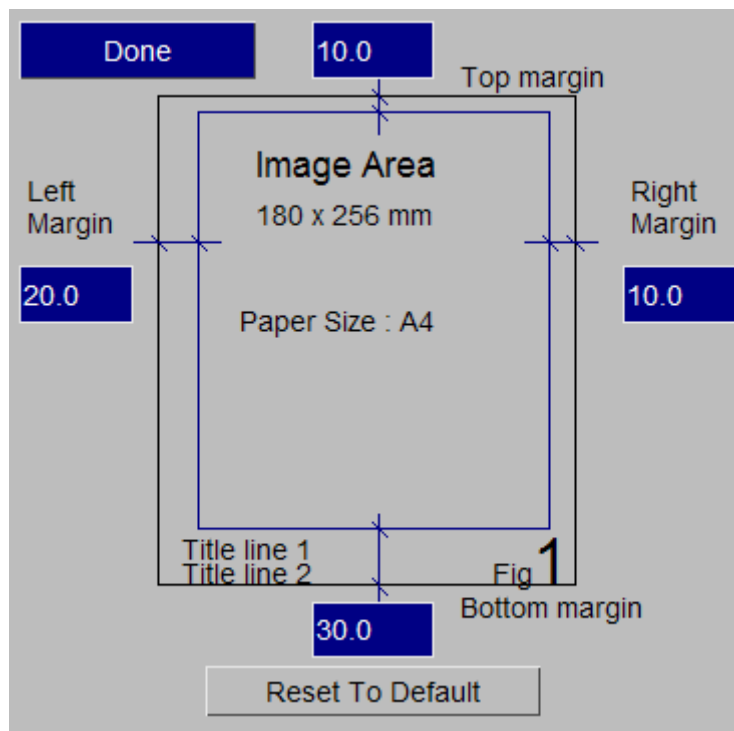 Done
10.0
Top margin
Image Area
180 x 256 mm
Left
Margin
Right
Margin
20.0
10.0
Paper Size : A4
Title line 1
Title line 2
Fig 1
Bottom margin
30.0
Reset To Default